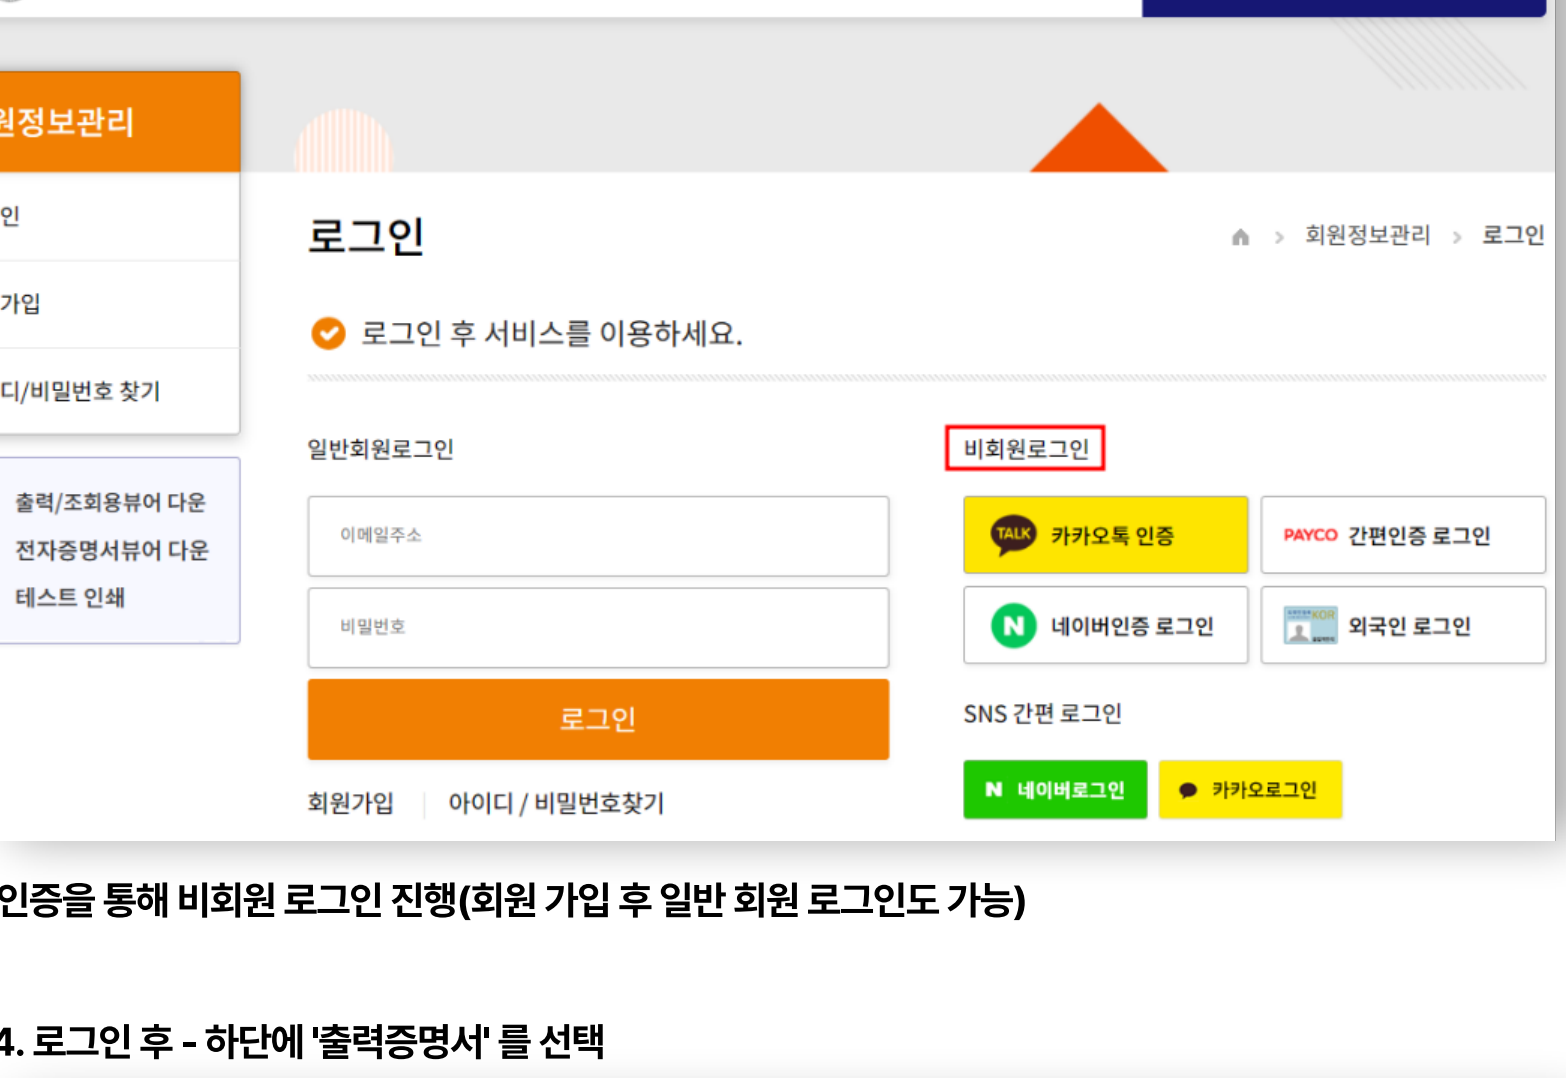 원정보관리
인
가입
디/비밀번호 찾기
출력/조회용뷰어 다운
전자증명서뷰어 다운
테스트 인쇄
로그인
> 회원정보관리 > 로그인
로그인 후 서비스를 이용하세요.
일반회원로그인
이메일주소
비밀번호
로그인
회원가입 | 아이디 / 비밀번호찾기
비회원로그인
TALK 카카오톡 인증
PAYCO 간편인증 로그인
N 네이버인증 로그인
KOR 외국인 로그인
SNS 간편 로그인
N 네이버로그인
카카오로그인
인증을 통해 비회원 로그인 진행(회원 가입 후 일반 회원 로그인도 가능)
4. 로그인 후 - 하단에 '출력증명서' 를 선택